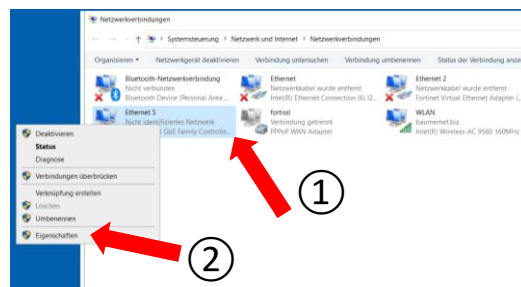 Netzwerkverbindungen
Systemsteuerung > Netzwerk und Internet > Netzwerkverbindungen
Organisieren Netzwerkgerät deaktivieren Verbindung untersuchen Verbindung umbenennen Status der Verbindung anze
Bluetooth-Netzwerkverbindung
Nicht verbunden
Bluetooth Device (Personal Area ...
Ethernet
Netzwerkkabel wurde entfernt
Intel(R) Ethernet Connection (6) I2...
Ethernet 2
Netzwerkkabel wurde entfernt
Fortinet Virtual Ethernet Adapter (...
Ethernet 5
Nicht identifiziertes Netzwerk
GbE Family Controlle...
fortissl
Verbindung getrennt
PPPoP WAN Adapter
WLAN
baumernet.biz
Intel(R) Wireless-AC 9560 160MHz
Deaktivieren
Status
Diagnose
Verbindungen überbrücken
Verknüpfung erstellen
Löschen
Umbenennen
Eigenschaften
1
2